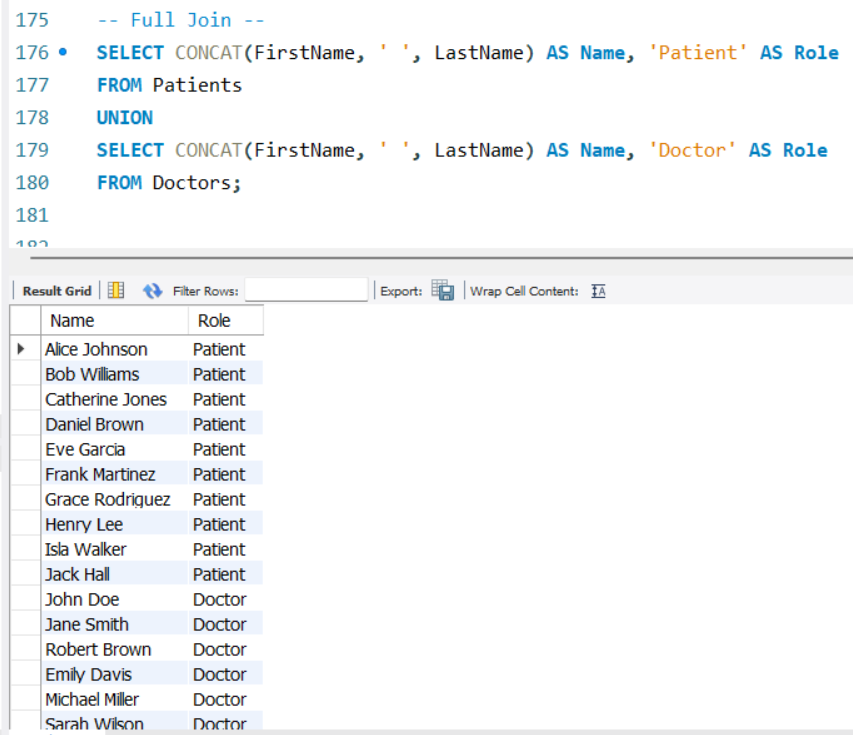 175 -- Full Join --
176 SELECT CONCAT(FirstName, ' ', LastName) AS Name, 'Patient' AS Role
177 FROM Patients
178 UNION
179 SELECT CONCAT(FirstName, ' ', LastName) AS Name, 'Doctor' AS Role
180 FROM Doctors;
181
182
Result Grid Filter Rows: Export: Wrap Cell Content: IA
Name Role
Alice Johnson Patient
Bob Williams Patient
Catherine Jones Patient
Daniel Brown Patient
Eve Garcia Patient
Frank Martinez Patient
Grace Rodriguez Patient
Henry Lee Patient
Isla Walker Patient
Jack Hall Patient
John Doe Doctor
Jane Smith Doctor
Robert Brown Doctor
Emily Davis Doctor
Michael Miller Doctor
Sarah Wilson Doctor